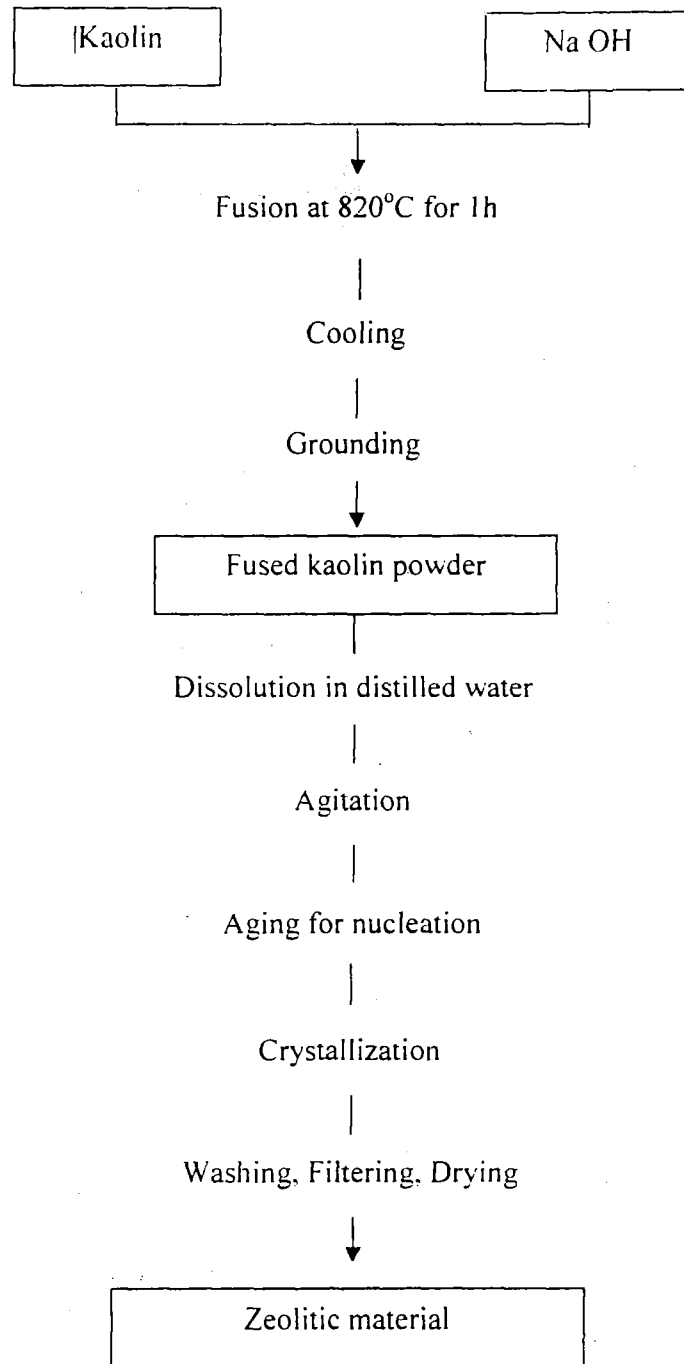 |Kaolin
Na OH
Fusion at 820°C for 1h
Cooling
Grounding
Fused kaolin powder
Dissolution in distilled water
Agitation
Aging for nucleation
Crystallization
Washing, Filtering, Drying
Zeolitic material